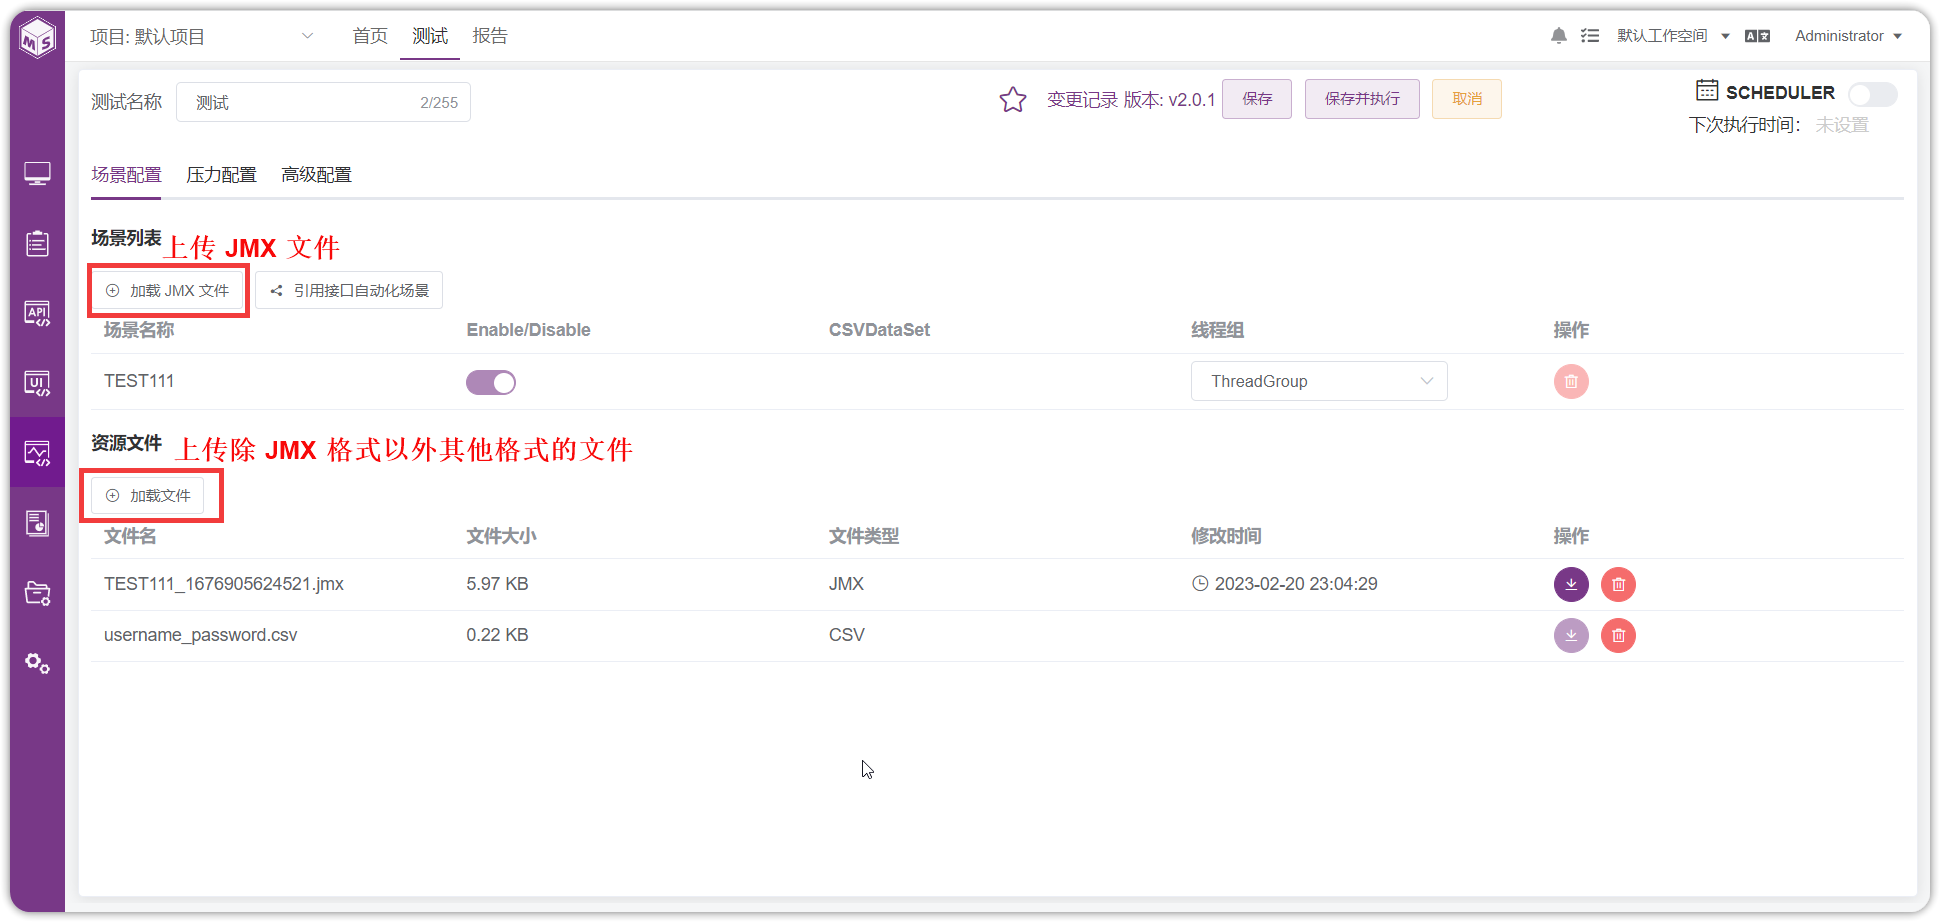 MS
项目: 默认项目
首页
测试
报告
默认工作空间
Administrator
测试名称
测试
2/255
变更记录 版本: v2.0.1
保存
保存并执行
取消
SCHEDULER
下次执行时间：
未设置
场景配置
压力配置
高级配置
场景列表
上传 JMX 文件
加载 JMX 文件
引用接口自动化场景
场景名称
Enable/Disable
CSVDataSet
线程组
操作
TEST111
ThreadGroup
资源文件
上传除 JMX 格式以外其他格式的文件
加载文件
文件名
文件大小
文件类型
修改时间
操作
TEST111_1676905624521.jmx
5.97 KB
JMX
2023-02-20 23:04:29
username_password.csv
0.22 KB
CSV
API
UI